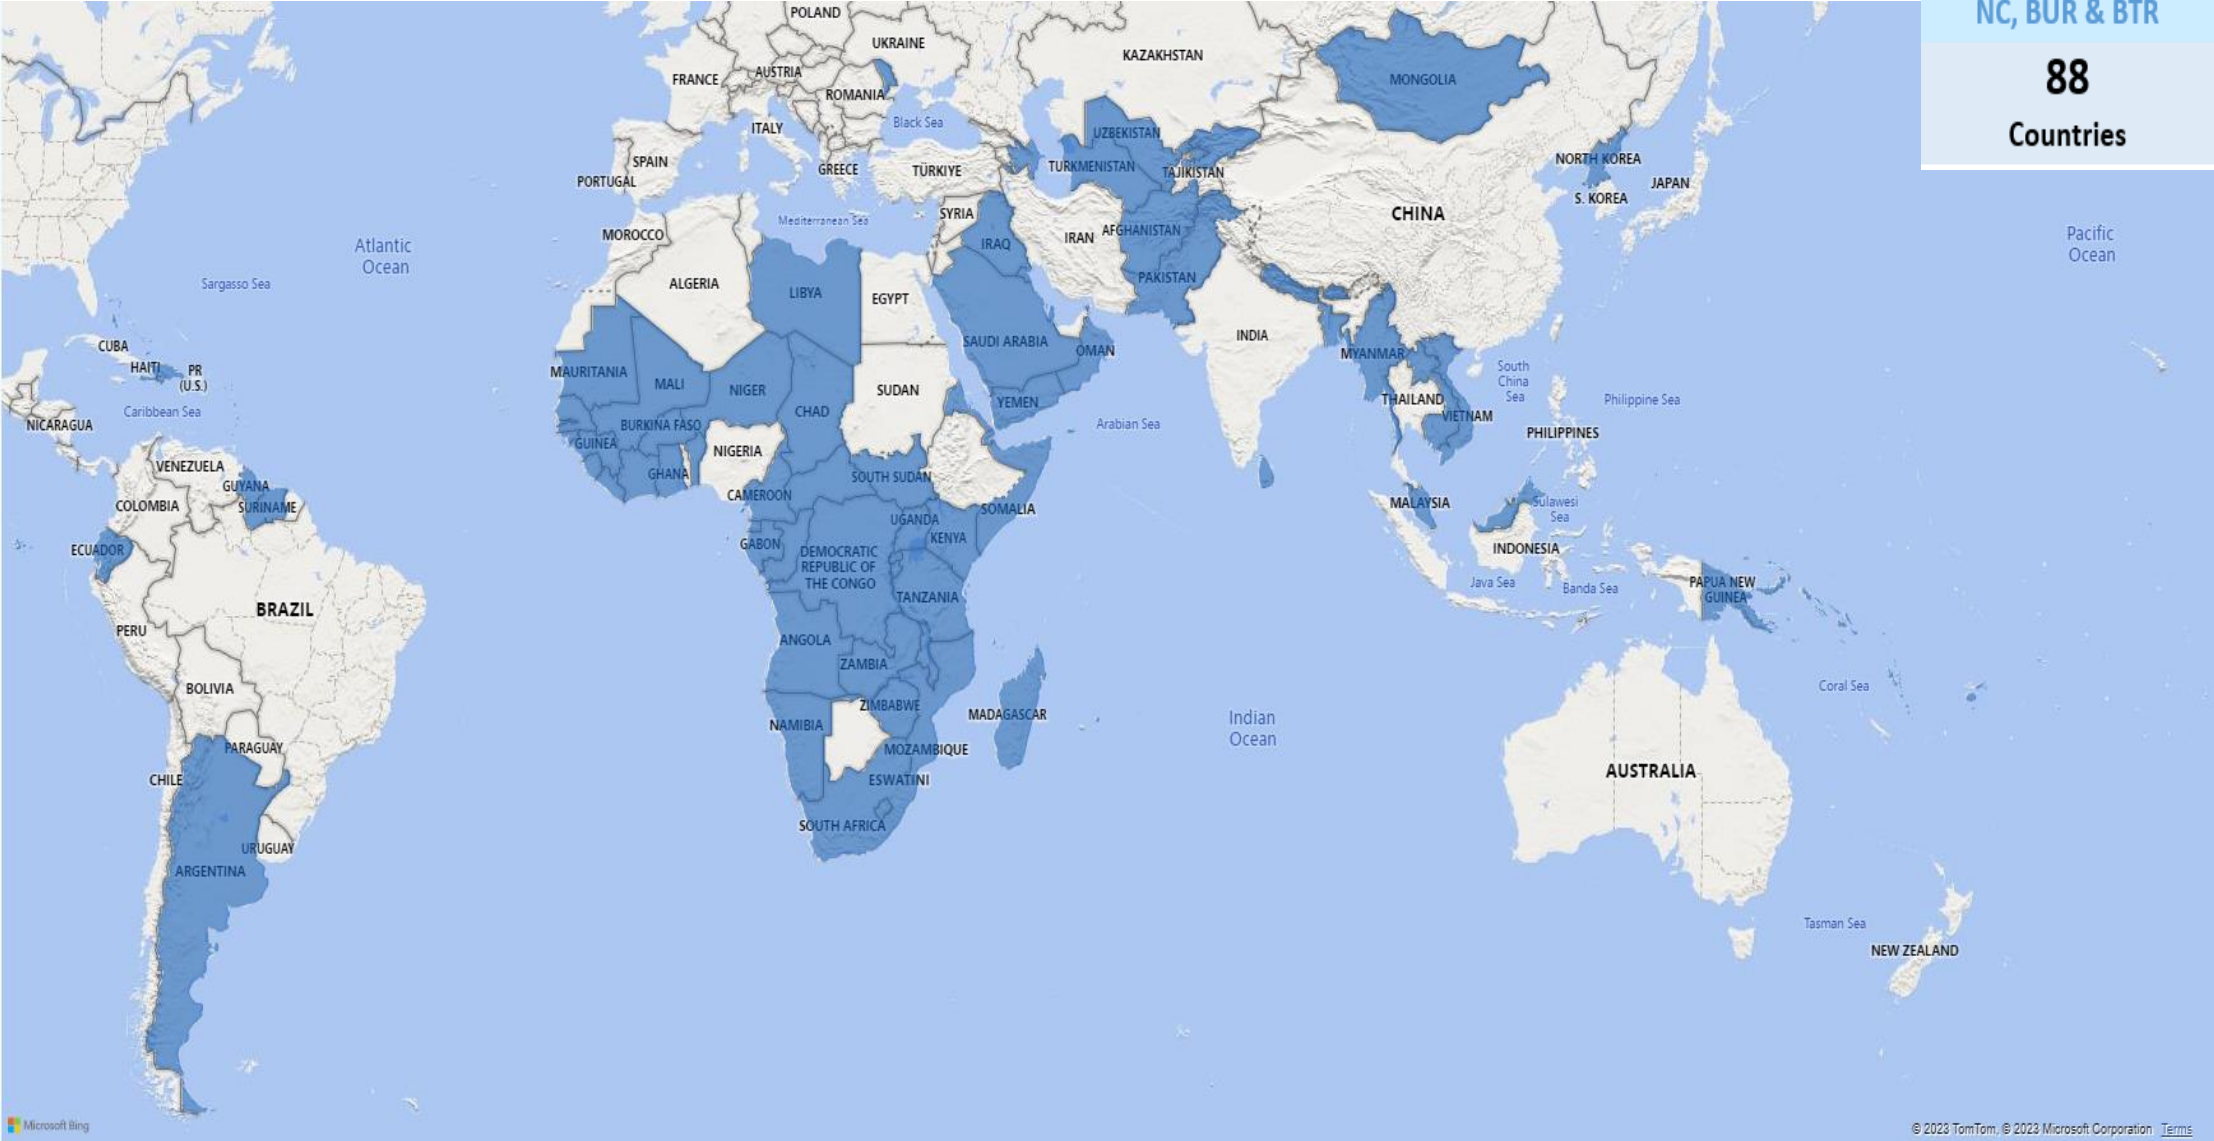 NC, BUR & BTR
88
Countries
POLAND
UKRAINE
KAZAKHSTAN
FRANCE
AUSTRIA
MONGOLIA
ROMANIA
ITALY
Black Sea
UZBEKISTAN
SPAIN
GREECE
TÜRKIYE
TURKMENISTAN
TAJIKISTAN
NORTH KOREA
PORTUGAL
JAPAN
S. KOREA
SYRIA
CHINA
Mediterranean Sea
MOROCCO
Atlantic
Ocean
IRAQ
IRAN
AFGHANISTAN
Pacific
Ocean
Sargasso Sea
ALGERIA
LIBYA
EGYPT
PAKISTAN
INDIA
CUBA
SAUDI ARABIA
OMAN
MYANMAR
HAITI
PR
(U.S.)
MAURITANIA
MALI
NIGER
SUDAN
South
China
Sea
Caribbean Sea
CHAD
YEMEN
THAILAND
Philippine Sea
NICARAGUA
BURKINA FASO
Arabian Sea
VIETNAM
GUINEA
NIGERIA
PHILIPPINES
VENEZUELA
GHANA
SOUTH SUDAN
GUYANA
CAMEROON
COLOMBIA
SURINAME
SOMALIA
MALAYSIA
Sulawesi
Sea
UGANDA
KENYA
ECUADOR
GABON
DEMOCRATIC
REPUBLIC OF
THE CONGO
INDONESIA
Java Sea
Banda Sea
PAPUA NEW
GUINEA
TANZANIA
BRAZIL
PERU
ANGOLA
ZAMBIA
BOLIVIA
Coral Sea
ZIMBABWE
NAMIBIA
MADAGASCAR
Indian
Ocean
PARAGUAY
MOZAMBIQUE
CHILE
ESWATINI
AUSTRALIA
SOUTH AFRICA
URUGUAY
ARGENTINA
Tasman Sea
NEW ZEALAND
Microsoft Bing
© 2023 TomTom, © 2023 Microsoft Corporation Terms